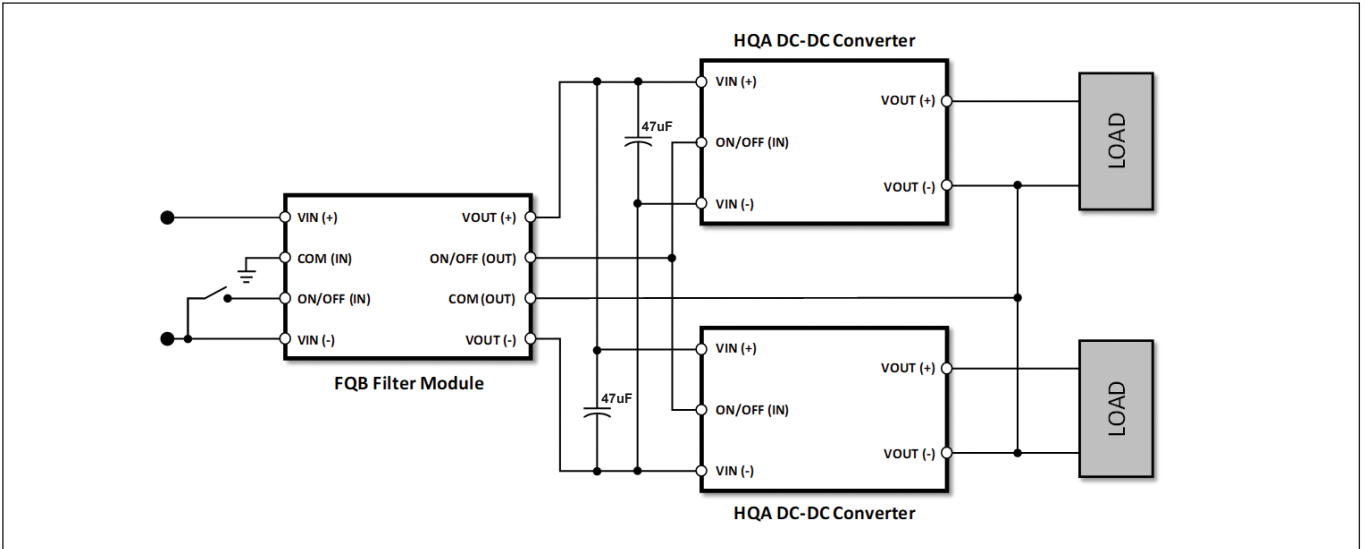 HQA DC-DC Converter
VIN (+)
VOUT (+)
47uF
ON/OFF (IN)
VOUT (-)
VIN (-)
LOAD
VIN (+)
VOUT (+)
COM (IN)
ON/OFF (OUT)
ON/OFF (IN)
COM (OUT)
VIN (-)
VOUT (-)
FQB Filter Module
VIN (+)
VOUT (+)
47uF
ON/OFF (IN)
VOUT (-)
VIN (-)
LOAD
HQA DC-DC Converter